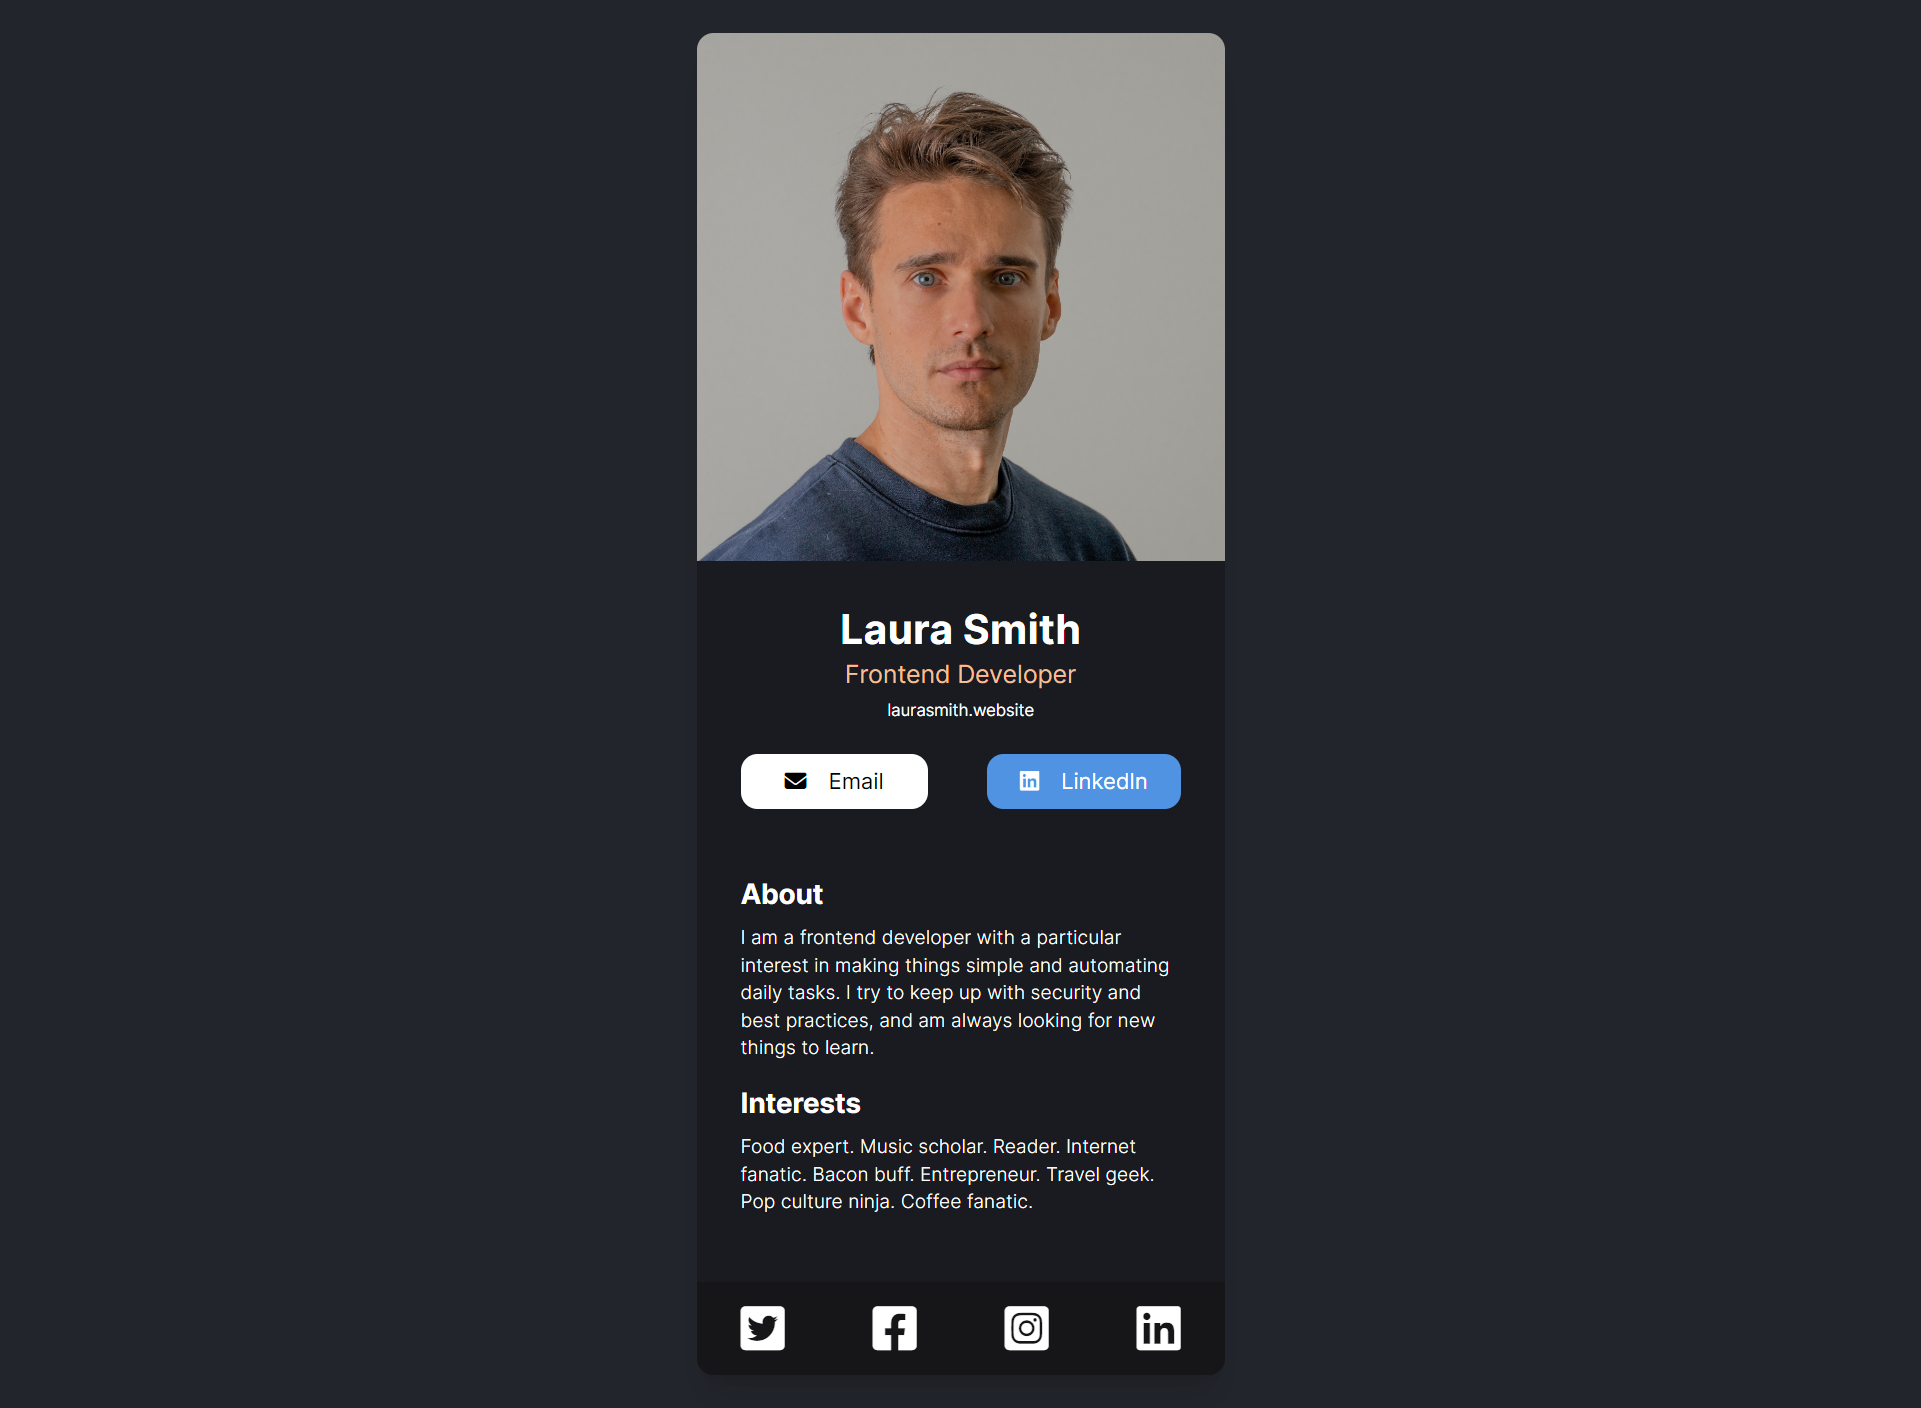 Laura Smith
Frontend Developer
laurasmith.website
Email
LinkedIn
About
I am a frontend developer with a particular
interest in making things simple and automating
daily tasks. I try to keep up with security and
best practices, and am always looking for new
things to learn.
Interests
Food expert. Music scholar. Reader. Internet
fanatic. Bacon buff. Entrepreneur. Travel geek.
Pop culture ninja. Coffee fanatic.